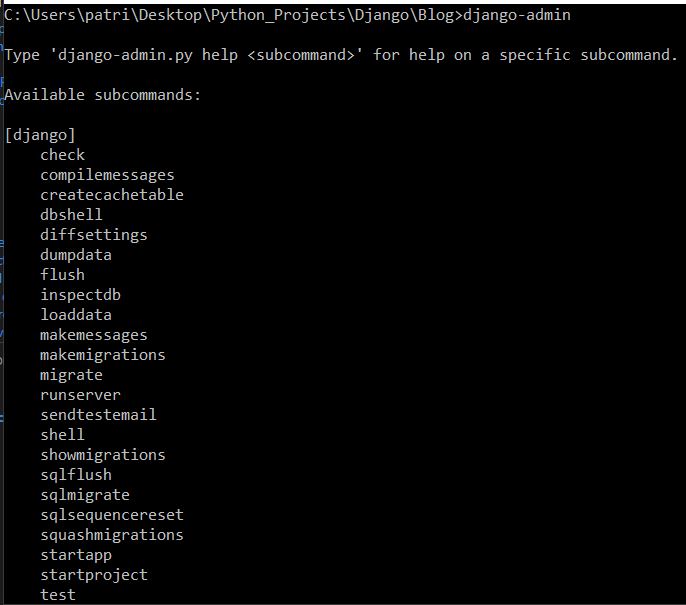 C:\Users\patri\Desktop\Python_Projects\Django\Blog>django-admin
Type 'django-admin.py help <subcommand>' for help on a specific subcommand.
Available subcommands:
[django]
check
compilemessages
createcachetable
dbshell
diffsettings
dumpdata
flush
inspectdb
loaddata
makemessages
makemigrations
migrate
runserver
sendtestemail
shell
showmigrations
sqlflush
sqlmigrate
sqlsequencereset
squashmigrations
startapp
startproject
test